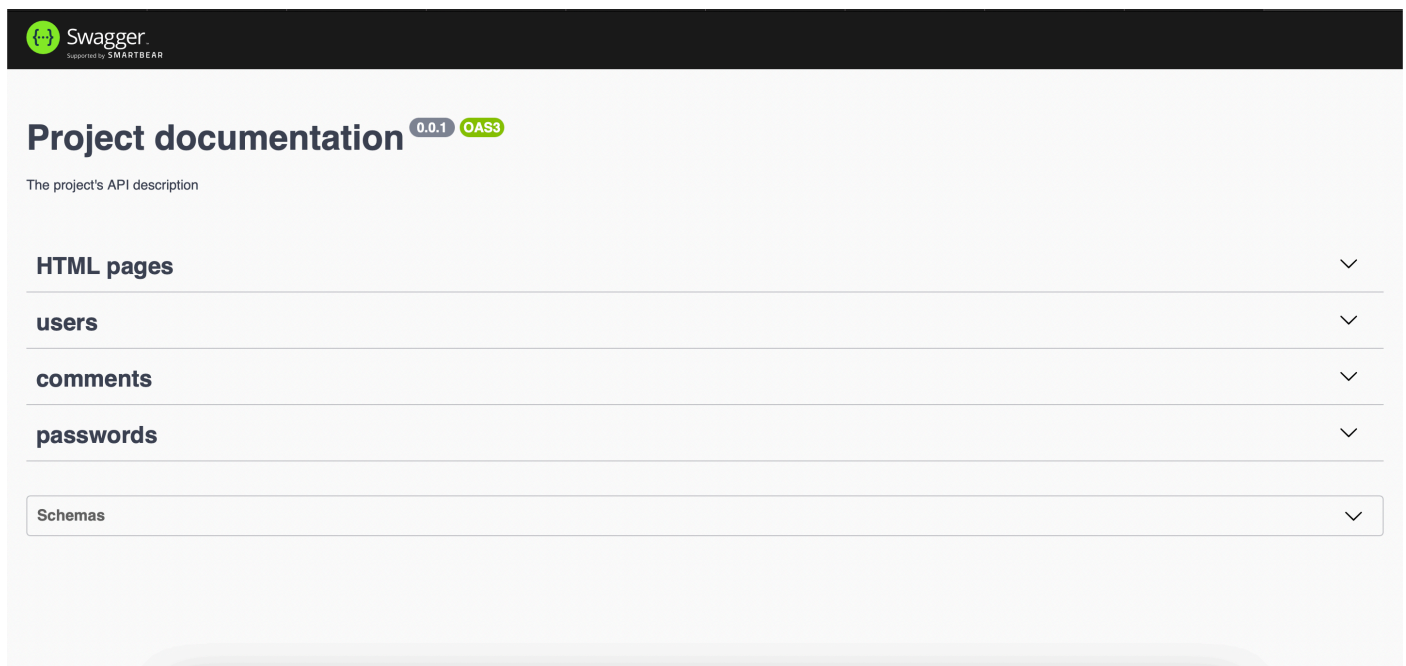 {...} Swagger™
Supported by SMARTBEAR
Project documentation 0.0.1 OAS3
The project's API description
HTML pages
users
comments
passwords
Schemas